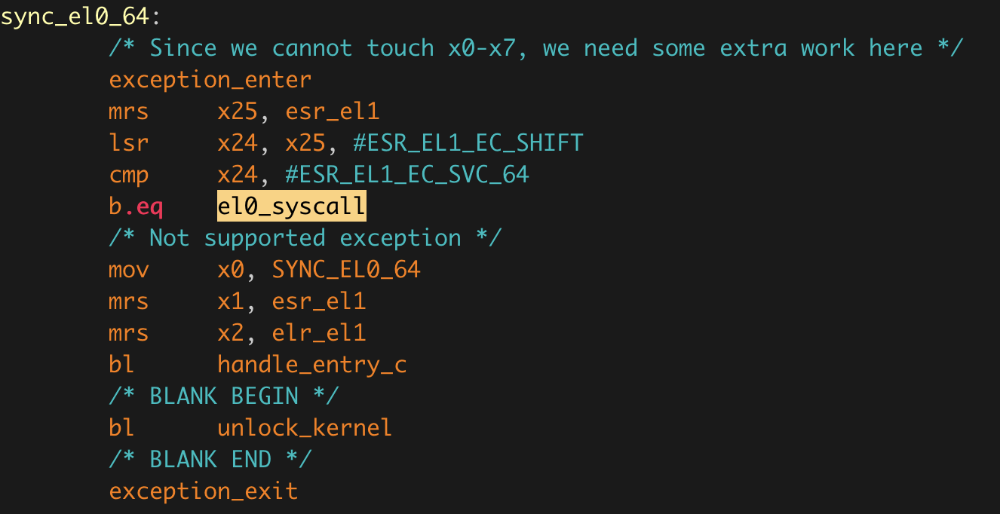 sync_el0_64:
/* Since we cannot touch x0-x7, we need some extra work here */
exception_enter
mrs x25, esr_el1
lsr x24, x25, #ESR_EL1_EC_SHIFT
cmp x24, #ESR_EL1_EC_SVC_64
b.eq el0_syscall
/* Not supported exception */
mov x0, SYNC_EL0_64
mrs x1, esr_el1
mrs x2, elr_el1
bl handle_entry_c
/* BLANK BEGIN */
bl unlock_kernel
/* BLANK END */
exception_exit